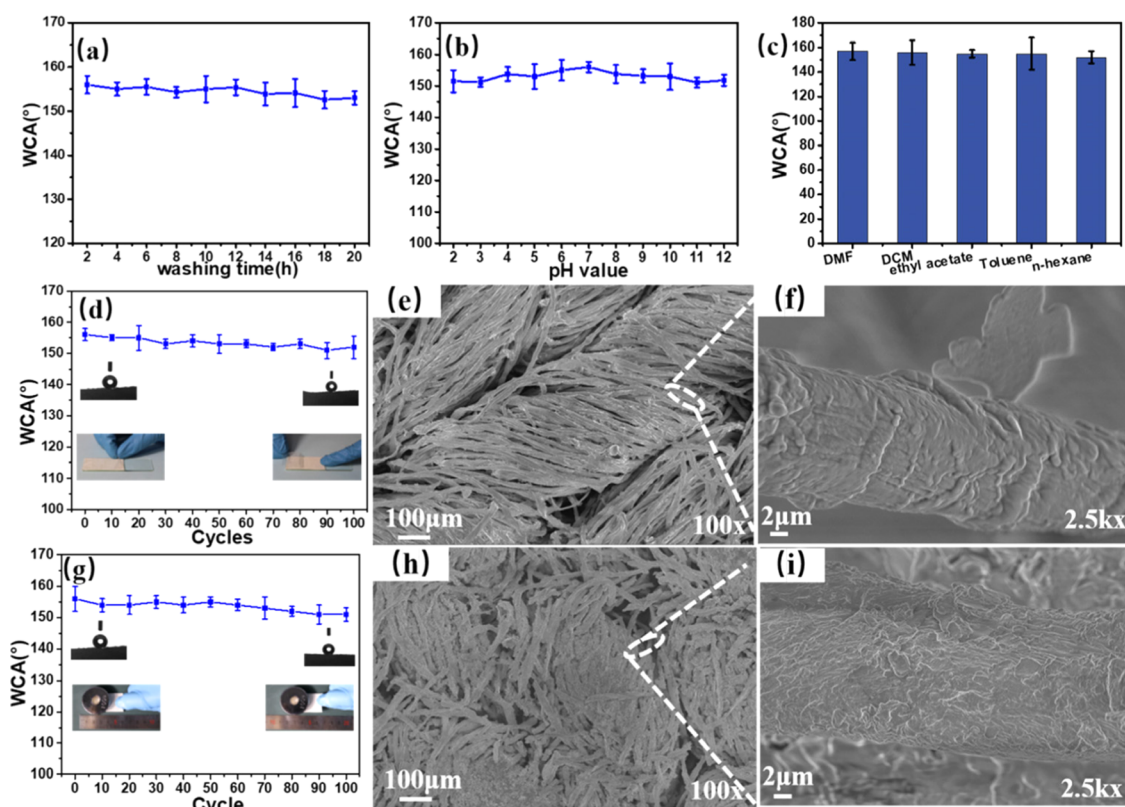 (a)
WCA(°)
170
160
150
140
130
120
2 4 6 8 10 12 14 16 18 20
washing time(h)
(b)
WCA(°)
170
160
150
140
130
120
110
100
2 3 4 5 6 7 8 9 10 11 12
pH value
(c)
WCA(°)
180
160
140
120
100
80
60
40
20
0
DMF DCM ethyl acetate Toluene n-hexane
(d)
WCA(°)
170
160
150
140
130
120
110
100
0 10 20 30 40 50 60 70 80 90 100
Cycles
(e)
100μm
100x
(f)
2μm
2.5kx
(g)
WCA(°)
170
160
150
140
130
120
110
100
0 10 20 30 40 50 60 70 80 90 100
Cycle
(h)
100μm
100x
(i)
2μm
2.5kx